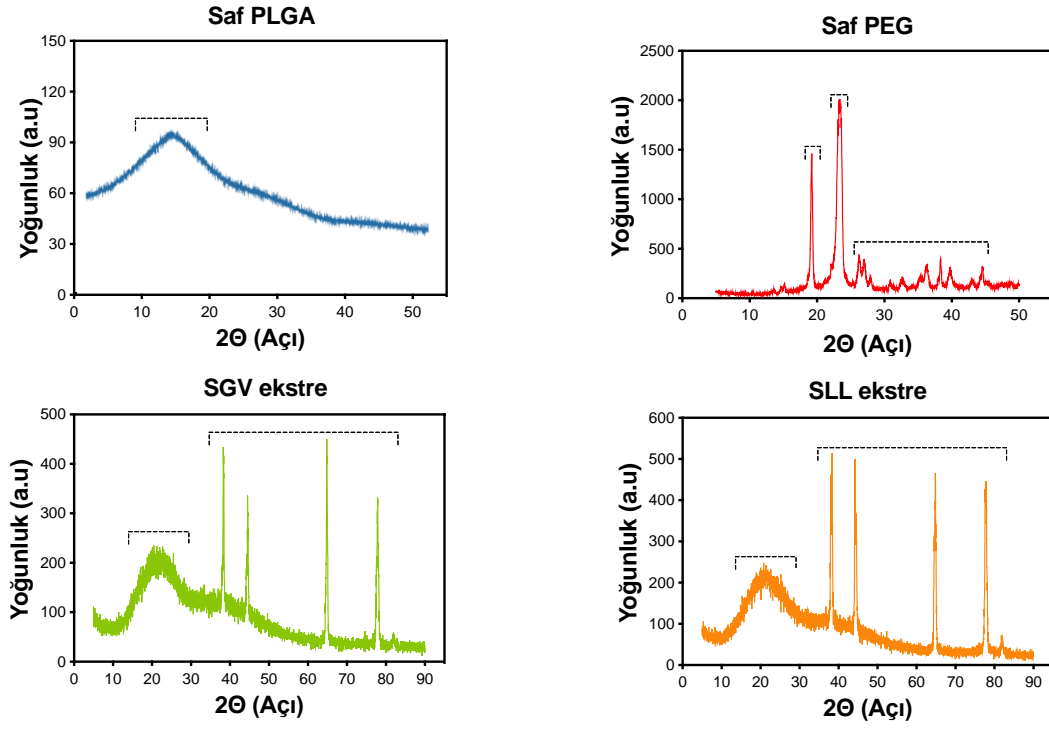 Saf PLGA
150
120
90
60
30
0
0 10 20 30 40 50
Yoğunluk (a.u)
2Θ (Açı)
Saf PEG
2500
2000
1500
1000
500
0
0 10 20 30 40 50
Yoğunluk (a.u)
2Θ (Açı)
SGV ekstre
500
400
300
200
100
0
0 10 20 30 40 50 60 70 80 90
Yoğunluk (a.u)
2Θ (Açı)
SLL ekstre
600
500
400
300
200
100
0
0 10 20 30 40 50 60 70 80 90
Yoğunluk (a.u)
2Θ (Açı)